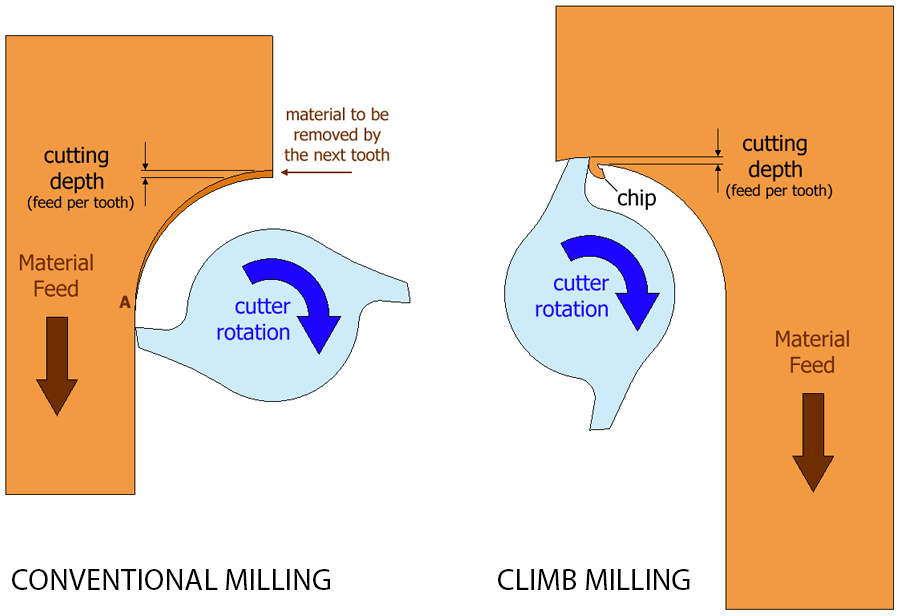 material to be
removed by
the next tooth
cutting
depth
(feed per tooth)
Material
Feed
A
cutter
rotation
CONVENTIONAL MILLING
cutting
depth
(feed per tooth)
chip
cutter
rotation
Material
Feed
CLIMB MILLING